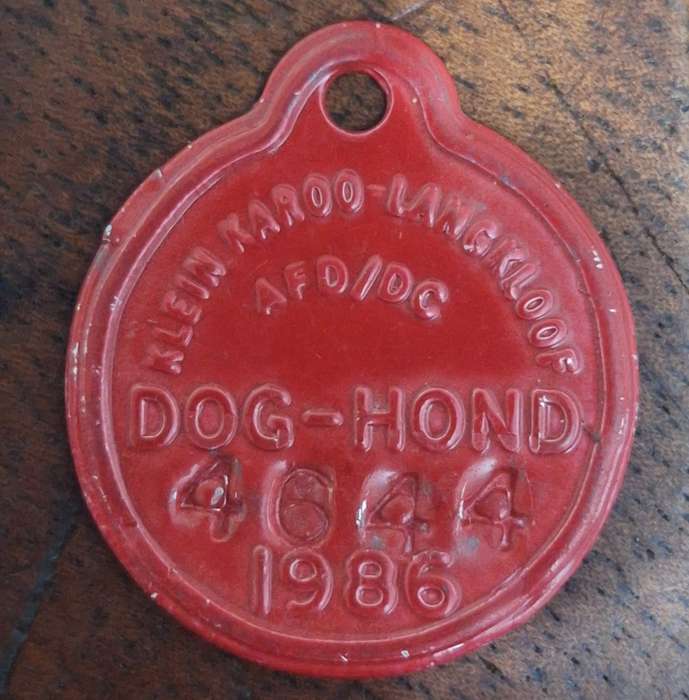 KLEIN KAROO-LANGKLOOF
AFD/DC
DOG-HOND
4644
1986